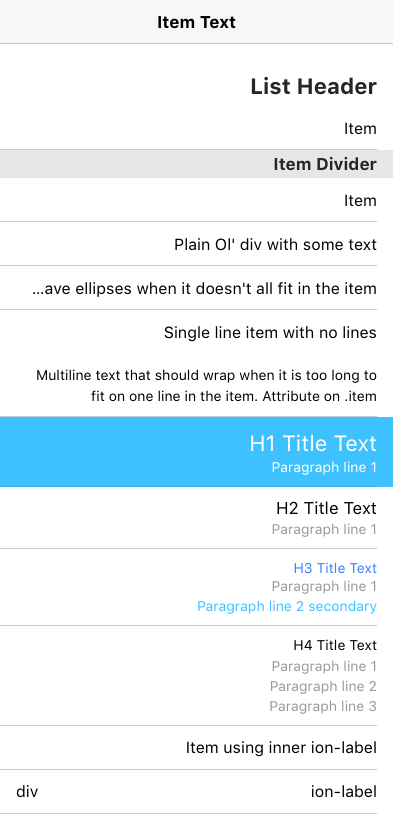 Item Text
List Header
Item
Item Divider
Item
Plain Ol' div with some text
...ave ellipses when it doesn't all fit in the item
Single line item with no lines
Multiline text that should wrap when it is too long to
fit on one line in the item. Attribute on .item
H1 Title Text
Paragraph line 1
H2 Title Text
Paragraph line 1
H3 Title Text
Paragraph line 1
Paragraph line 2 secondary
H4 Title Text
Paragraph line 1
Paragraph line 2
Paragraph line 3
Item using inner ion-label
div ion-label